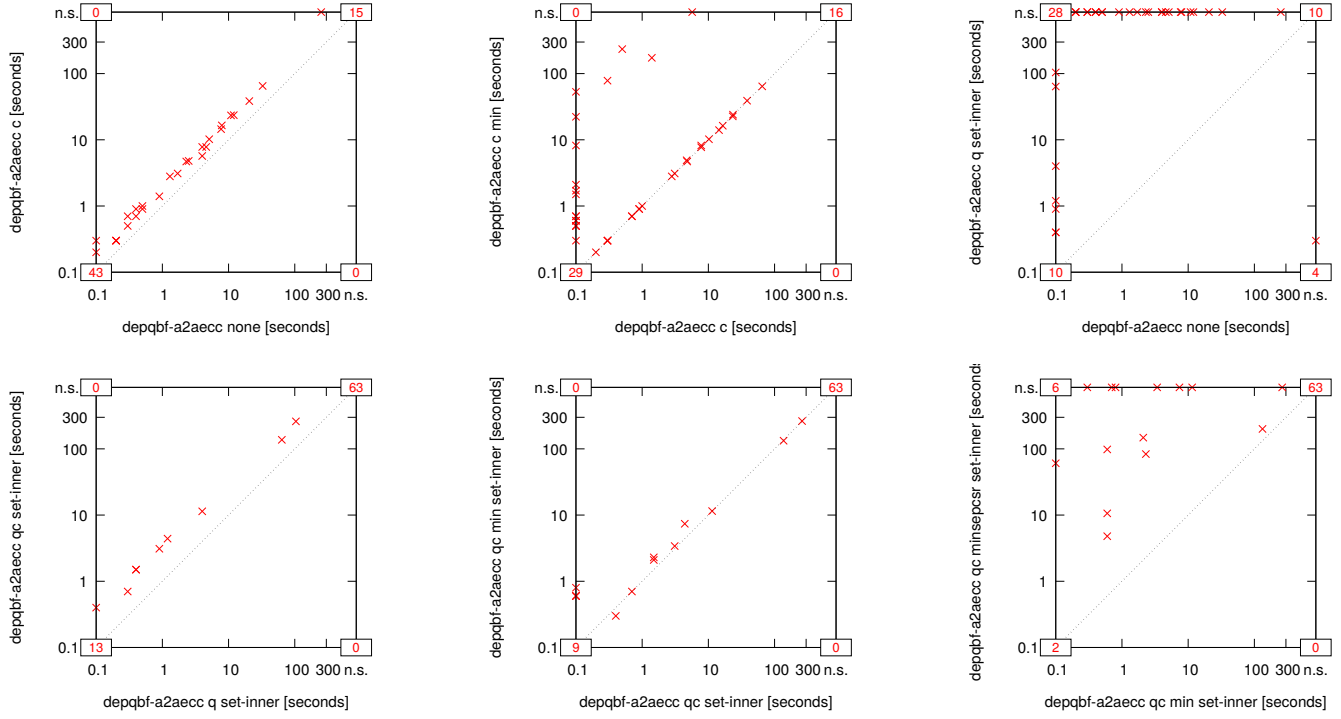 n.s. 0 15
300
100
10
1
0.1 43 0
0.1 1 10 100 300 n.s.
depqbf-a2aecc c [seconds]
depqbf-a2aecc none [seconds]
n.s. 0 16
300
100
10
1
0.1 29 0
0.1 1 10 100 300 n.s.
depqbf-a2aecc c min [seconds]
depqbf-a2aecc c [seconds]
n.s. 28 10
300
100
10
1
0.1 10 4
0.1 1 10 100 300 n.s.
depqbf-a2aecc q set-inner [seconds]
depqbf-a2aecc none [seconds]
n.s. 0 63
300
100
10
1
0.1 13 0
0.1 1 10 100 300 n.s.
depqbf-a2aecc qc set-inner [seconds]
depqbf-a2aecc q set-inner [seconds]
n.s. 0 63
300
100
10
1
0.1 9 0
0.1 1 10 100 300 n.s.
depqbf-a2aecc qc min set-inner [seconds]
depqbf-a2aecc qc set-inner [seconds]
n.s. 6 63
300
100
10
1
0.1 2 0
0.1 1 10 100 300 n.s.
depqbf-a2aecc qc minsepcsr set-inner [second
depqbf-a2aecc qc min set-inner [seconds]